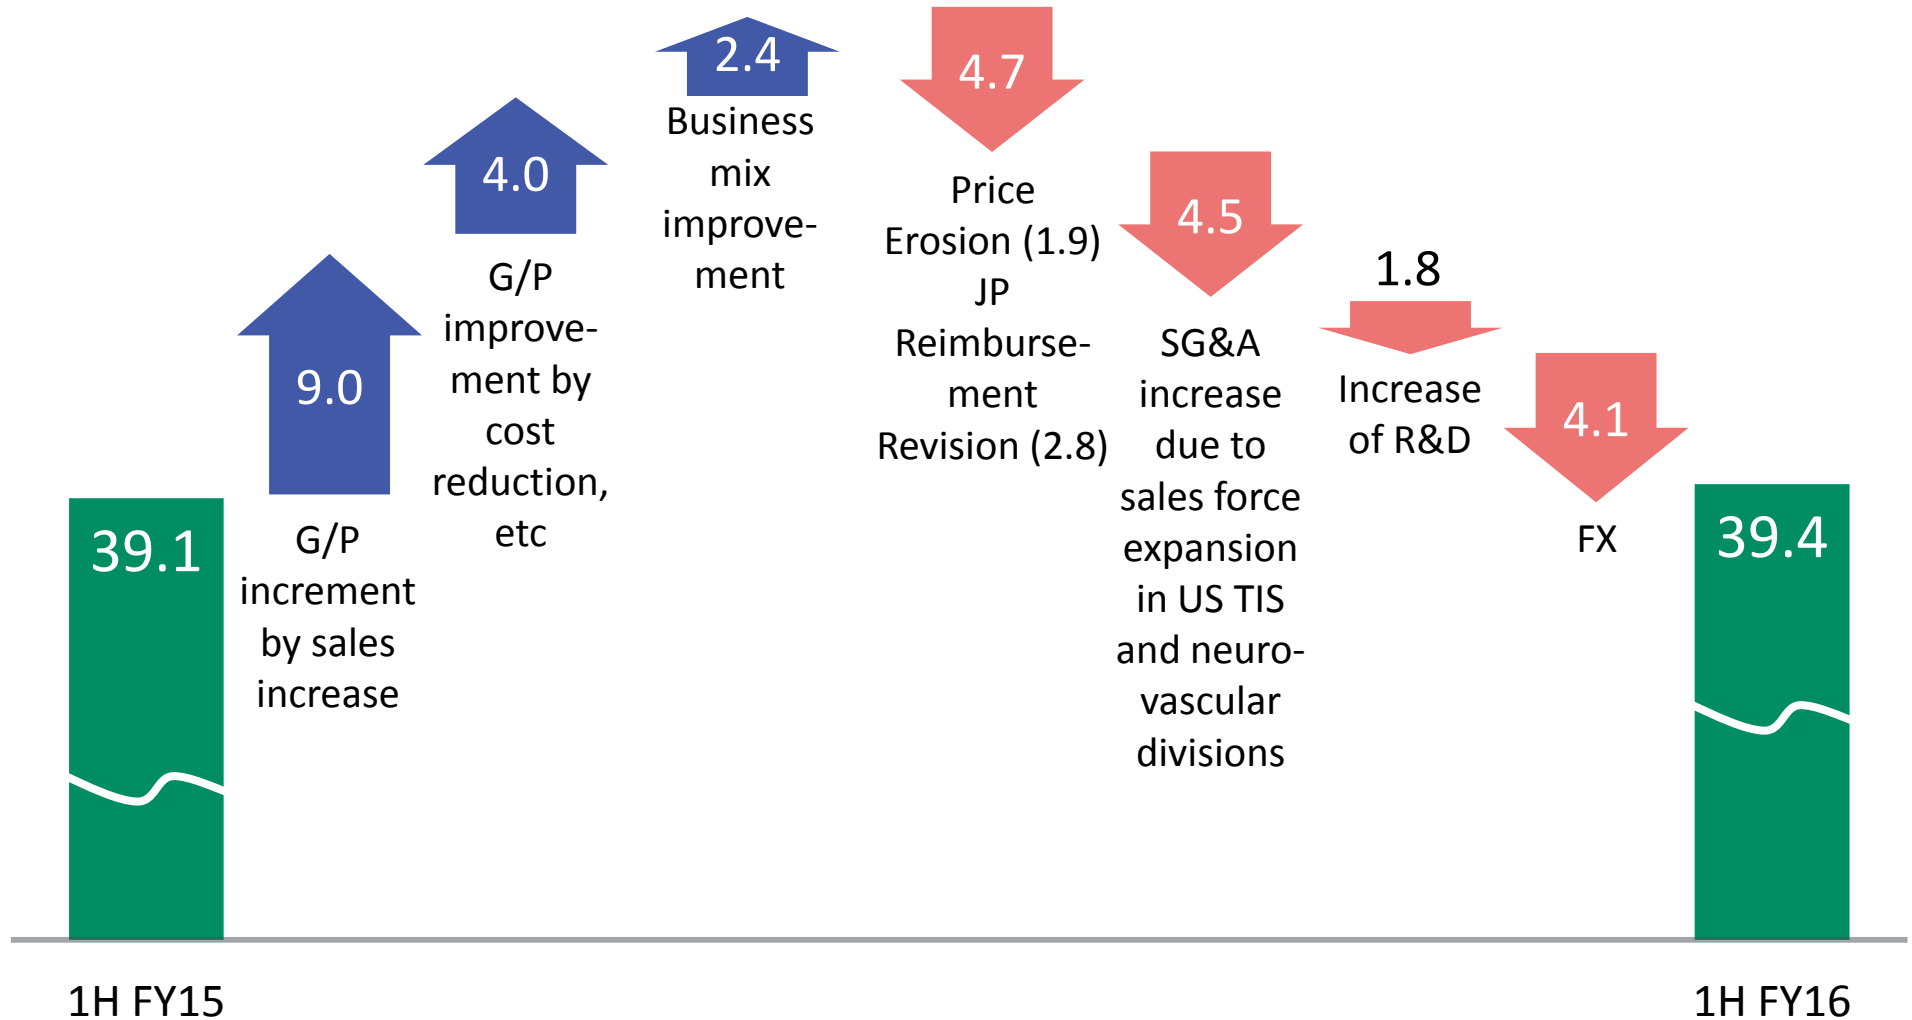 39.1
1H FY15
9.0
G/P
increment
by sales
increase
4.0
G/P
improve-
ment by
cost
reduction,
etc
2.4
Business
mix
improve-
ment
4.7
Price
Erosion (1.9)
JP
Reimburse-
ment
Revision (2.8)
4.5
SG&A
increase
due to
sales force
expansion
in US TIS
and neuro-
vascular
divisions
1.8
Increase
of R&D
4.1
FX
39.4
1H FY16